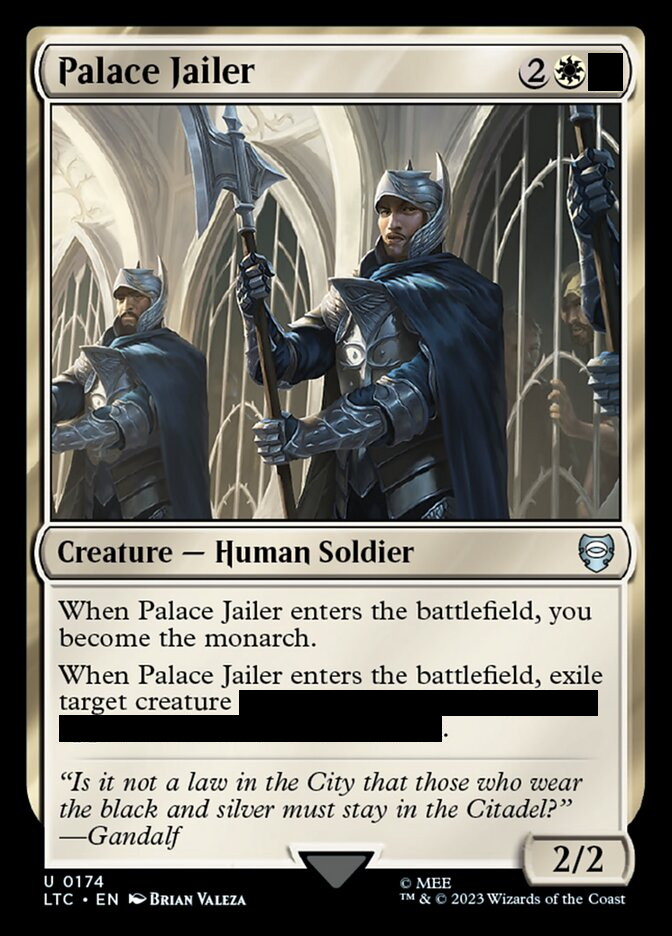 Palace Jailer 2
Creature — Human Soldier
When Palace Jailer enters the battlefield, you
become the monarch.
When Palace Jailer enters the battlefield, exile
target creature
.
“Is it not a law in the City that those who wear
the black and silver must stay in the Citadel?”
—Gandalf
2/2
U 0174
LTC • EN Brian Valeza
© MEE
™ & © 2023 Wizards of the Coast